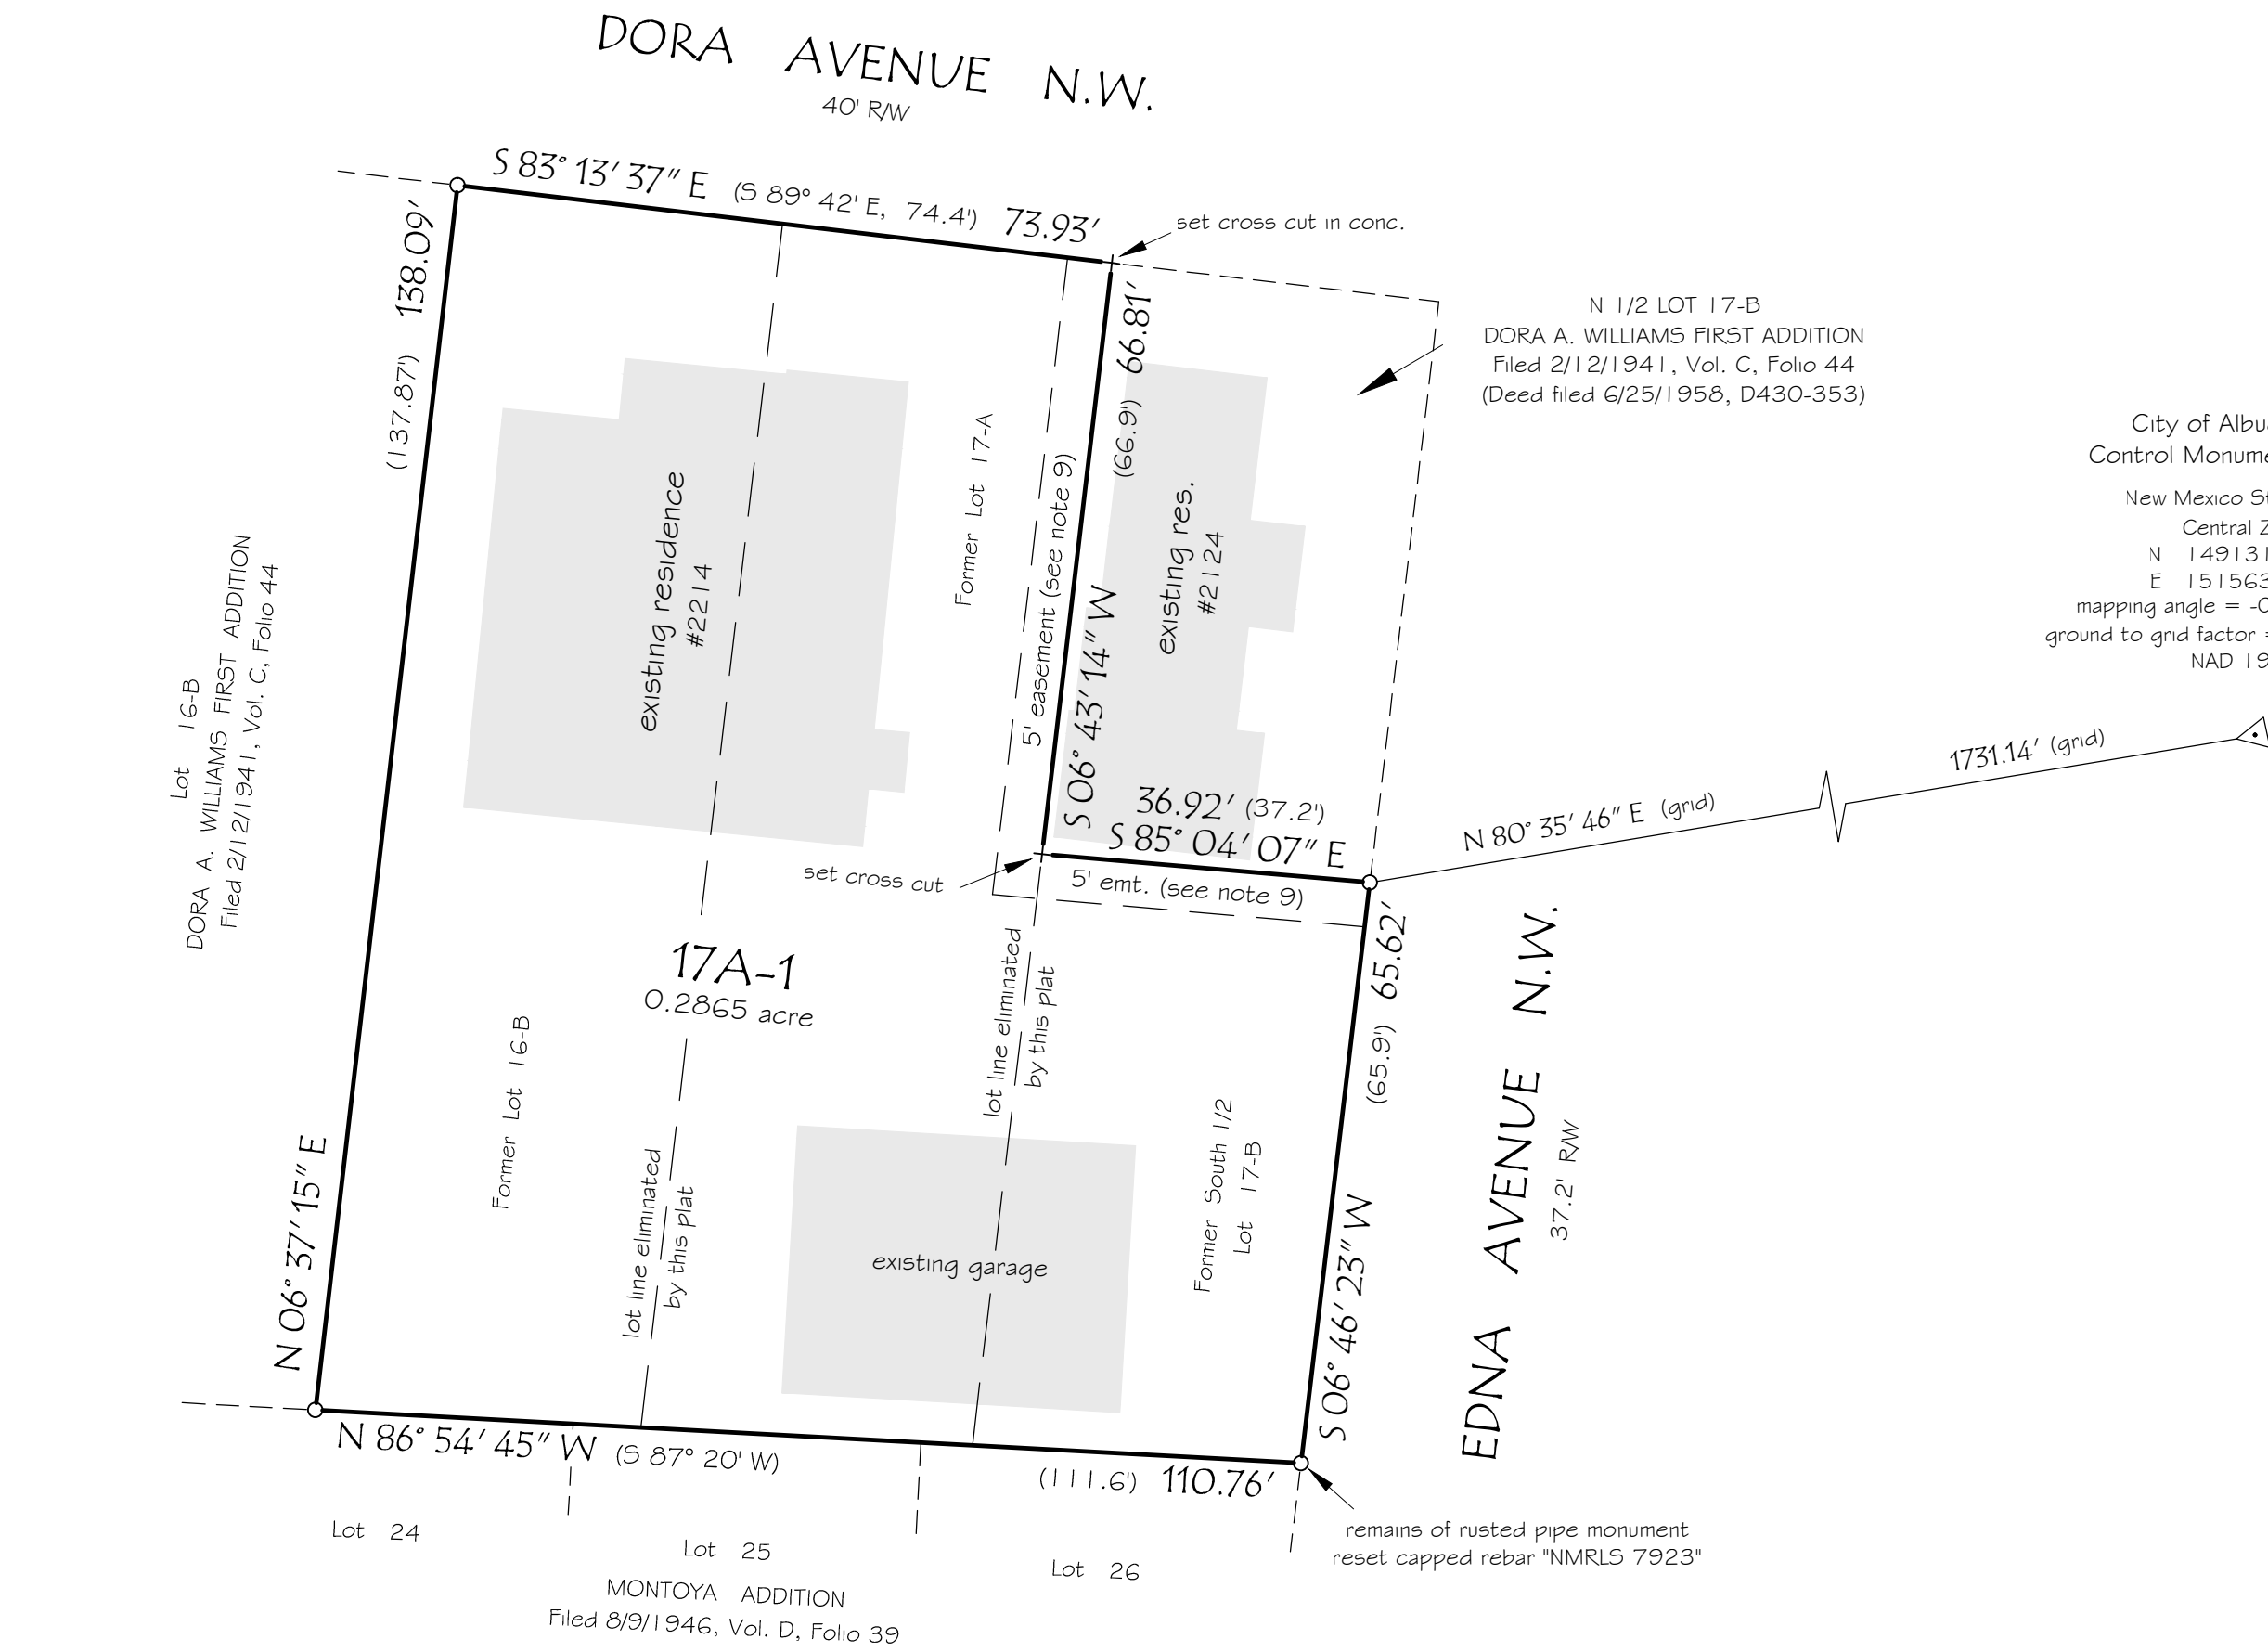 DORA AVENUE N.W.
40' R/W
S 83° 13' 37" E (S 89° 42' E, 74.4') 73.93'
set cross cut in conc.
138.09'
(137.87')
N 06° 37' 15" E
66.81'
(66.9')
S 06° 43' 14" W
N 1/2 LOT 17-B
DORA A. WILLIAMS FIRST ADDITION
Filed 2/12/1941, Vol. C, Folio 44
(Deed filed 6/25/1958, D430-353)
City of
Control
New Mexico
Central
N
E
mapping angle =
ground to grid factor
NAD
Lot 16-B
DORA A. WILLIAMS FIRST ADDITION
Filed 2/12/1941, Vol. C, Folio 44
existing residence
#2214
Former Lot 17-A
5' easement (see note 9)
existing res.
#2124
1731.14' (grid)
N 80° 35' 46" E (grid)
36.92' (37.2')
S 85° 04' 07" E
set cross cut
5' emt. (see note 9)
17A-1
0.2865 acre
Former Lot 16-B
lot line eliminated
by this plat
lot line eliminated
by this plat
existing garage
Former South 1/2
Lot 17-B
65.62'
(65.9')
S 06° 46' 23" W
EDNA AVENUE N.W.
37.2' R/W
N 86° 54' 45" W (S 87° 20' W)
(111.6') 110.76'
remains of rusted pipe monument
reset capped rebar "NMRLS 7923"
Lot 24
Lot 25
Lot 26
MONTOYA ADDITION
Filed 8/9/1946, Vol. D, Folio 39